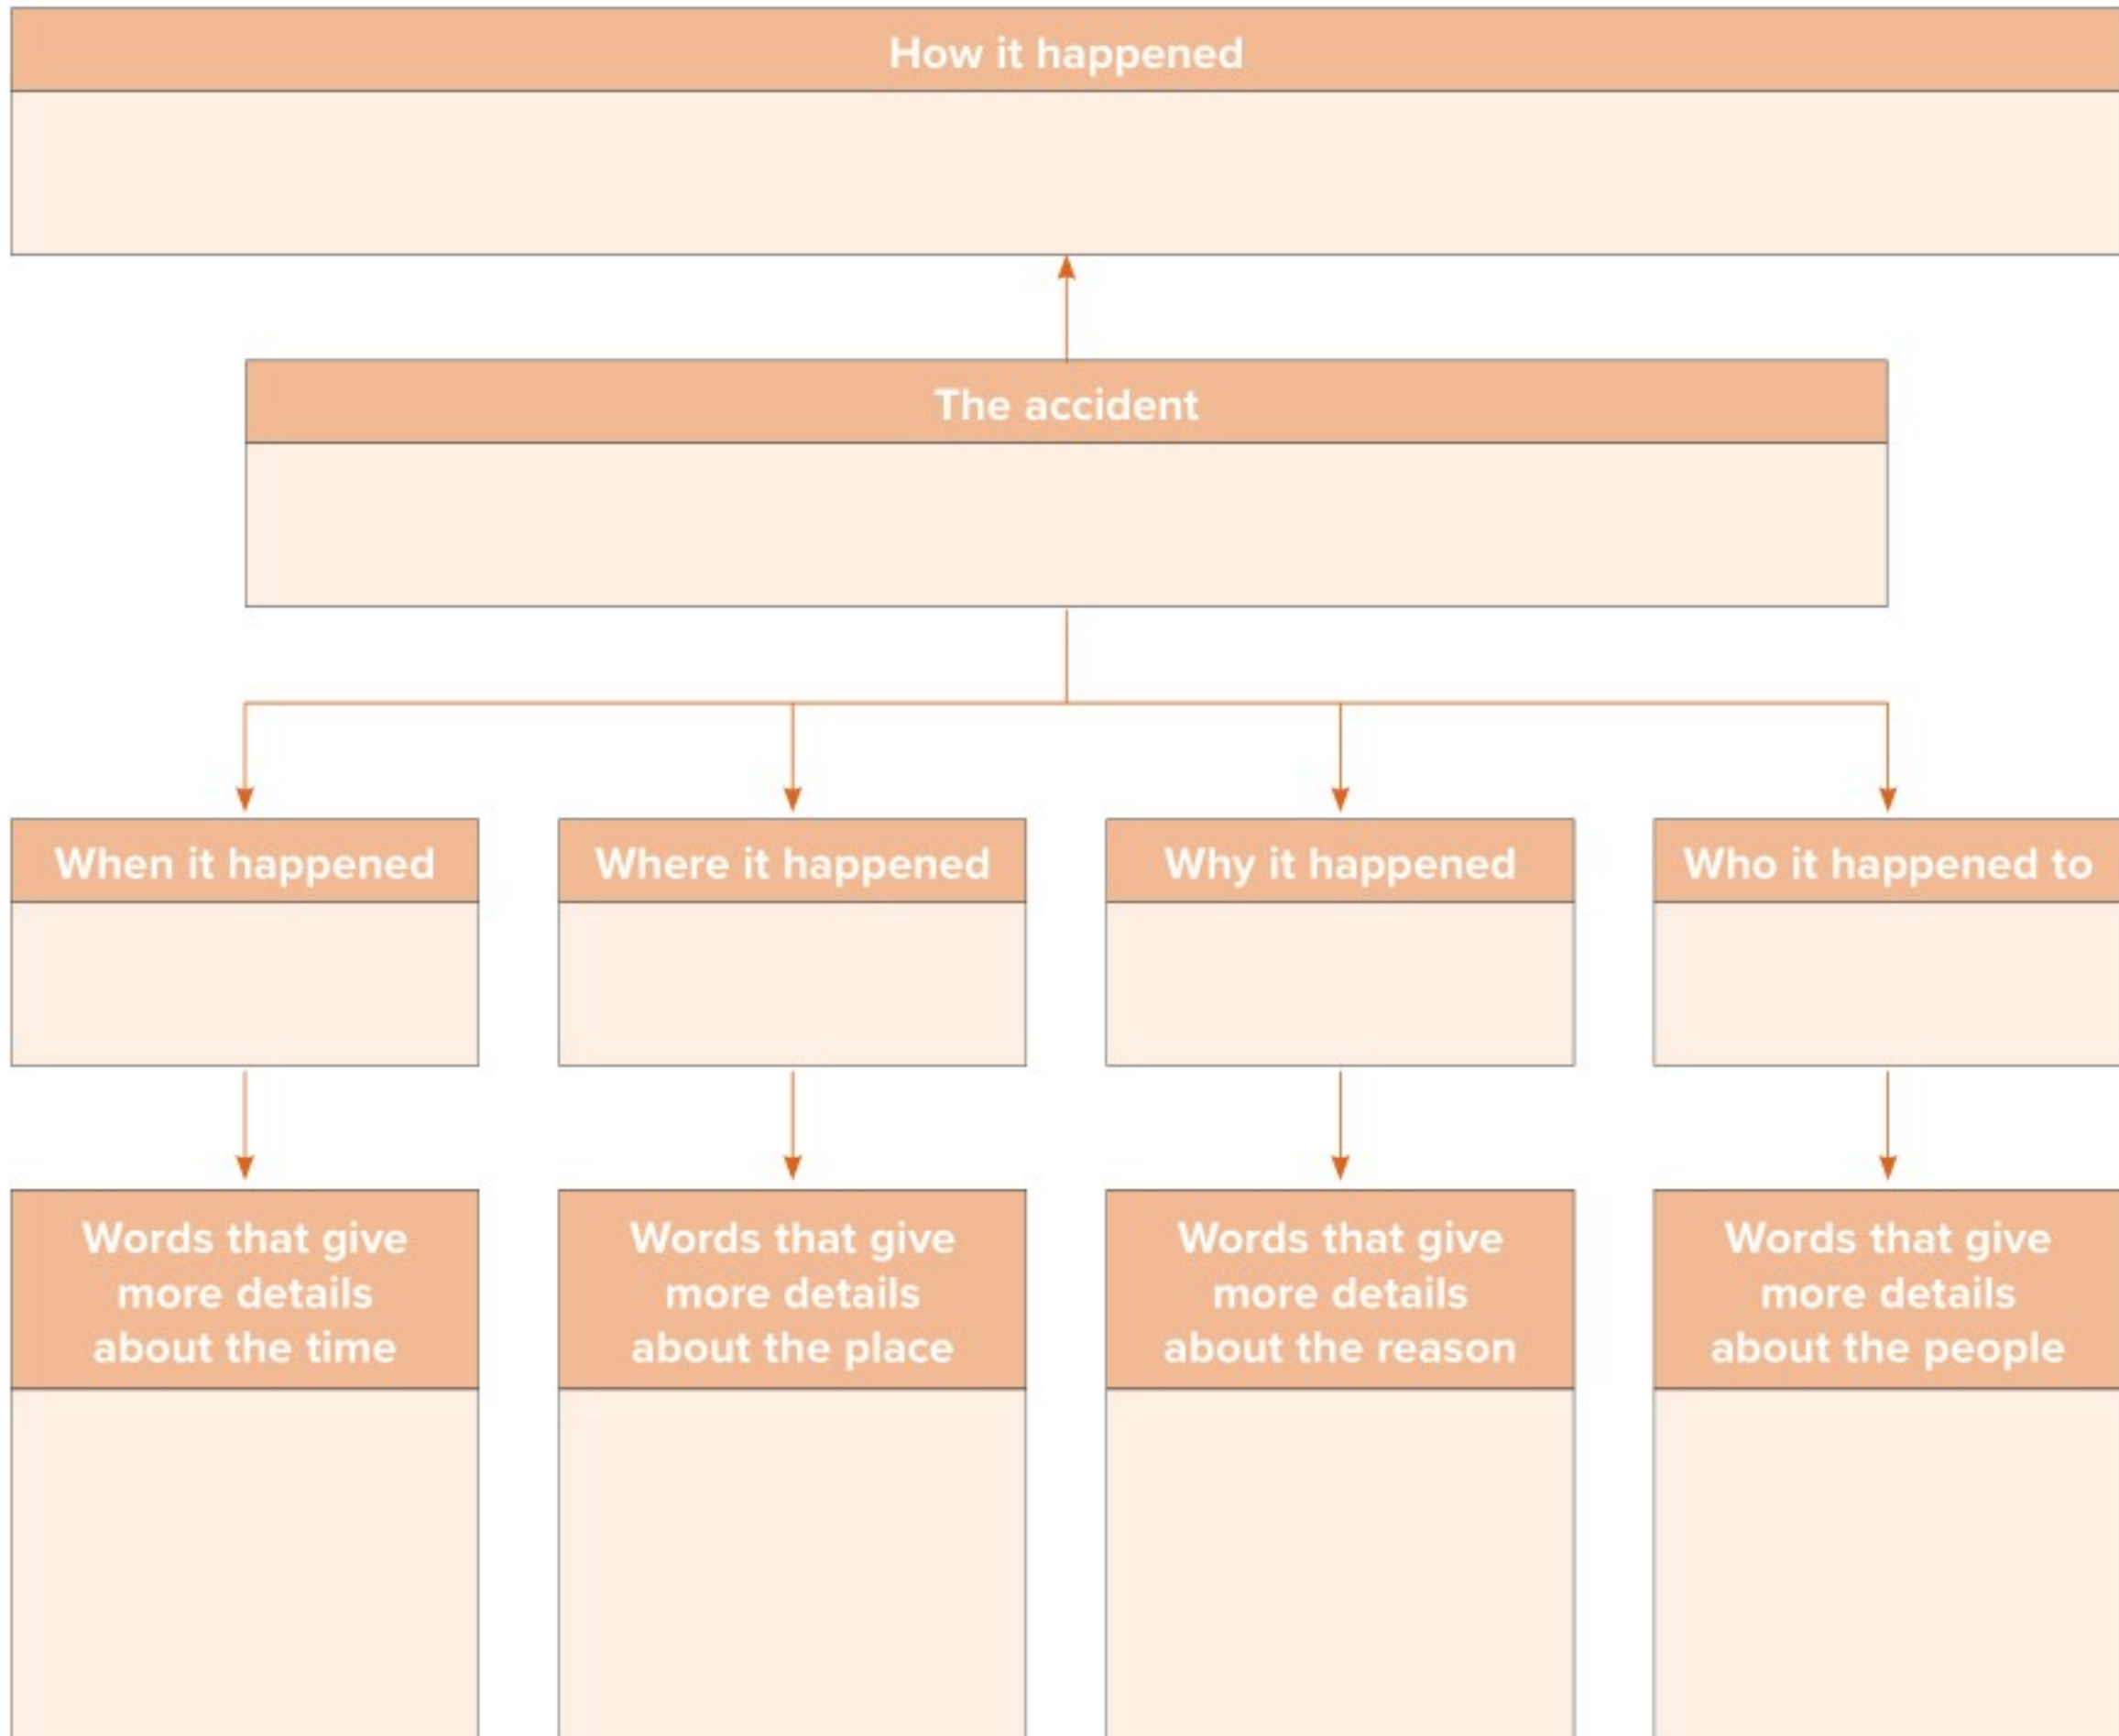 How it happened
The accident
When it happened
Where it happened
Why it happened
Who it happened to
Words that give
more details
about the time
Words that give
more details
about the place
Words that give
more details
about the reason
Words that give
more details
about the people